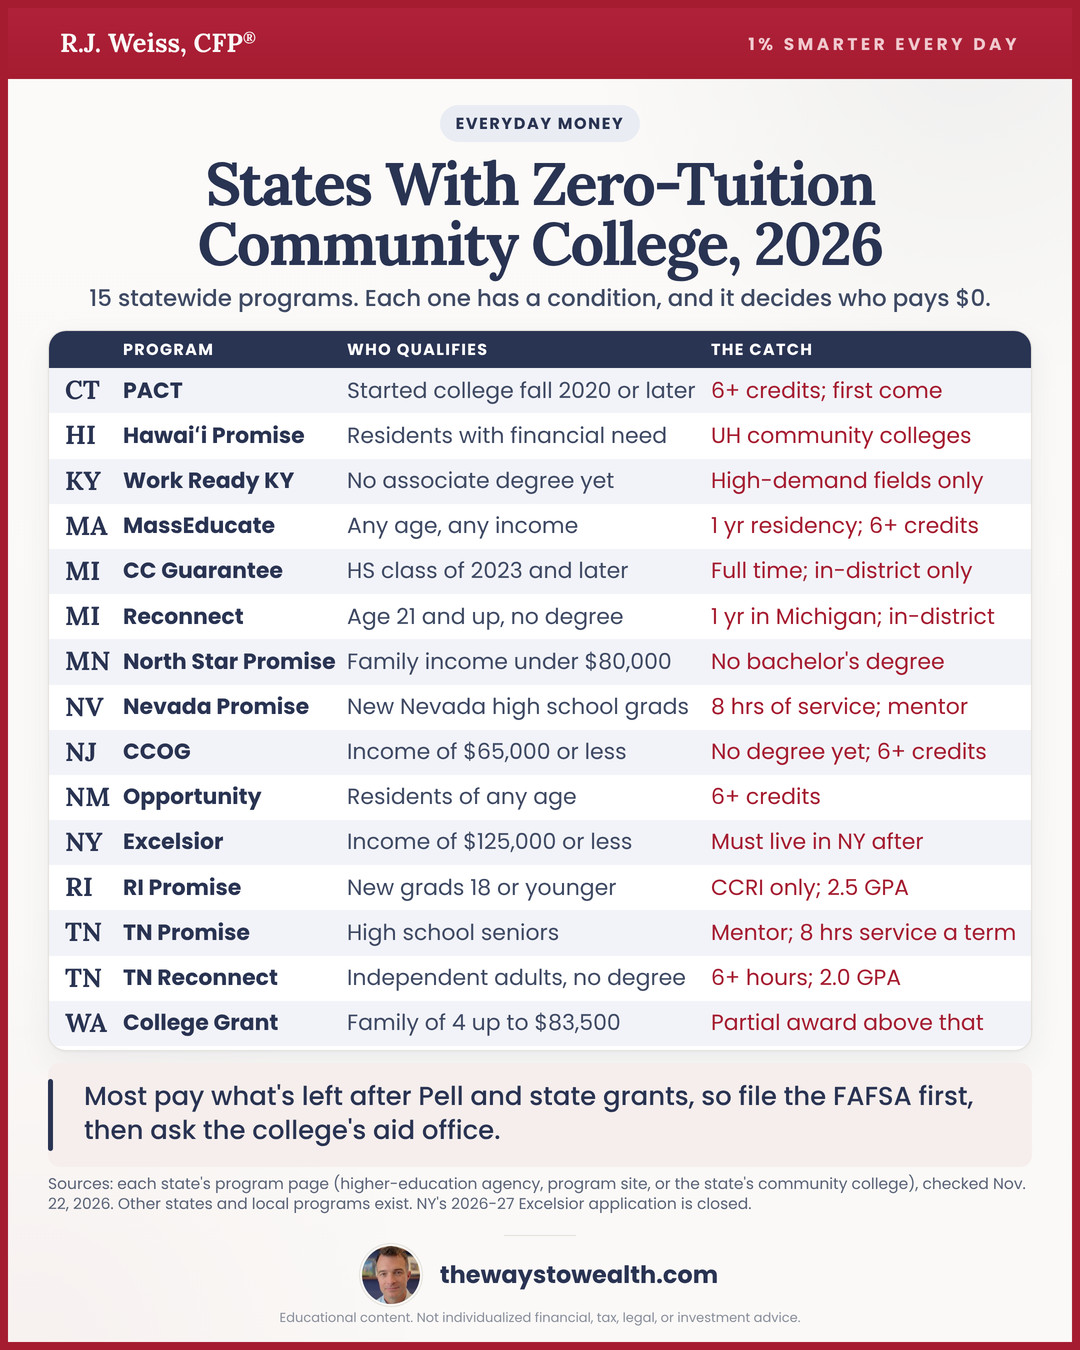 R.J. Weiss, CFP®
1% SMARTER EVERY DAY
EVERYDAY MONEY
States With Zero-Tuition
Community College, 2026
15 statewide programs. Each one has a condition, and it decides who pays $0.
PROGRAM WHO QUALIFIES THE CATCH
CT PACT Started college fall 2020 or later 6+ credits; first come
HI Hawaiʻi Promise Residents with financial need UH community colleges
KY Work Ready KY No associate degree yet High-demand fields only
MA MassEducate Any age, any income 1 yr residency; 6+ credits
MI CC Guarantee HS class of 2023 and later Full time; in-district only
MI Reconnect Age 21 and up, no degree 1 yr in Michigan; in-district
MN North Star Promise Family income under $80,000 No bachelor's degree
NV Nevada Promise New Nevada high school grads 8 hrs of service; mentor
NJ CCOG Income of $65,000 or less No degree yet; 6+ credits
NM Opportunity Residents of any age 6+ credits
NY Excelsior Income of $125,000 or less Must live in NY after
RI RI Promise New grads 18 or younger CCRI only; 2.5 GPA
TN TN Promise High school seniors Mentor; 8 hrs service a term
TN TN Reconnect Independent adults, no degree 6+ hours; 2.0 GPA
WA College Grant Family of 4 up to $83,500 Partial award above that
Most pay what's left after Pell and state grants, so file the FAFSA first,
then ask the college's aid office.
Sources: each state's program page (higher-education agency, program site, or the state's community college), checked Nov.
22, 2026. Other states and local programs exist. NY's 2026-27 Excelsior application is closed.
thewaystowealth.com
Educational content. Not individualized financial, tax, legal, or investment advice.